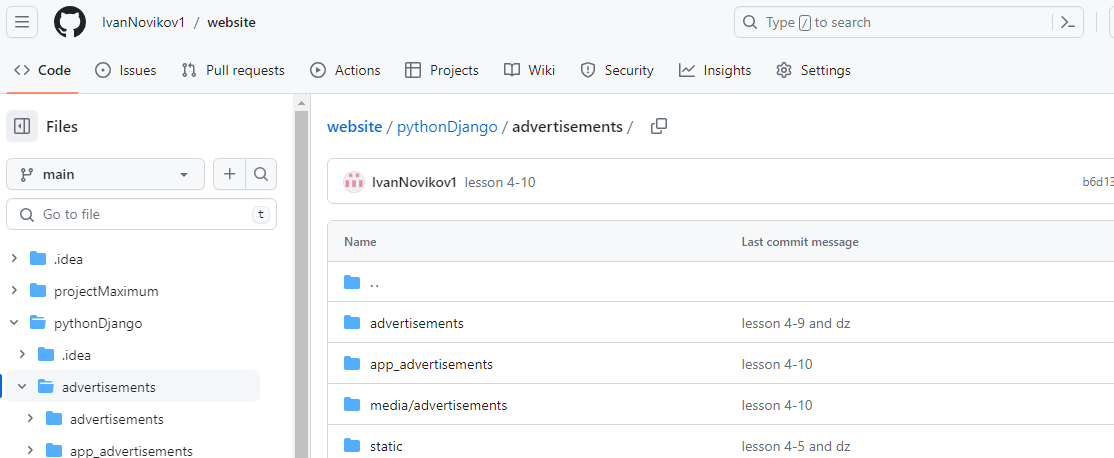 IvanNovikov1 / website
Type / to search
Code Issues Pull requests Actions Projects Wiki Security Insights Settings
Files
main
Go to file t
.idea
projectMaximum
pythonDjango
.idea
advertisements
advertisements
app_advertisements
website / pythonDjango / advertisements /
IvanNovikov1 lesson 4-10 b6d13
Name Last commit message
..
advertisements lesson 4-9 and dz
app_advertisements lesson 4-10
media/advertisements lesson 4-10
static lesson 4-5 and dz